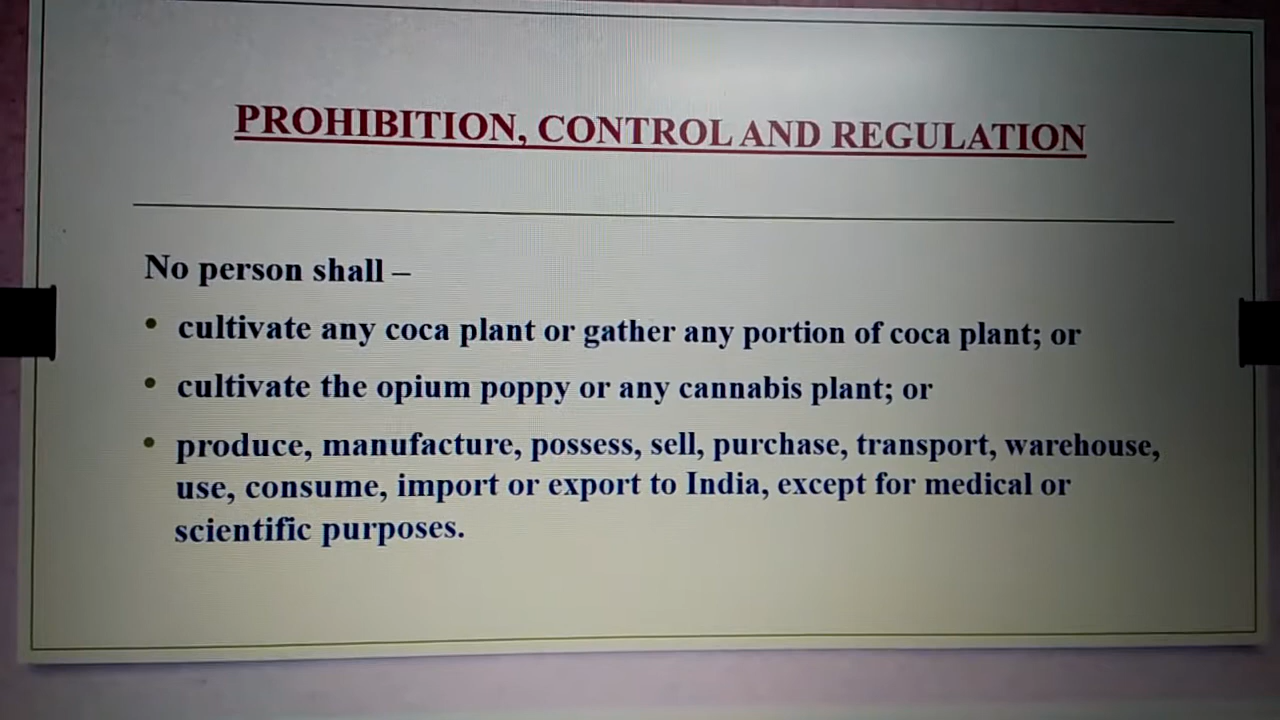 PROHIBITION, CONTROL AND REGULATION
No person shall –
• cultivate any coca plant or gather any portion of coca plant; or
• cultivate the opium poppy or any cannabis plant; or
• produce, manufacture, possess, sell, purchase, transport, warehouse,
use, consume, import or export to India, except for medical or
scientific purposes.